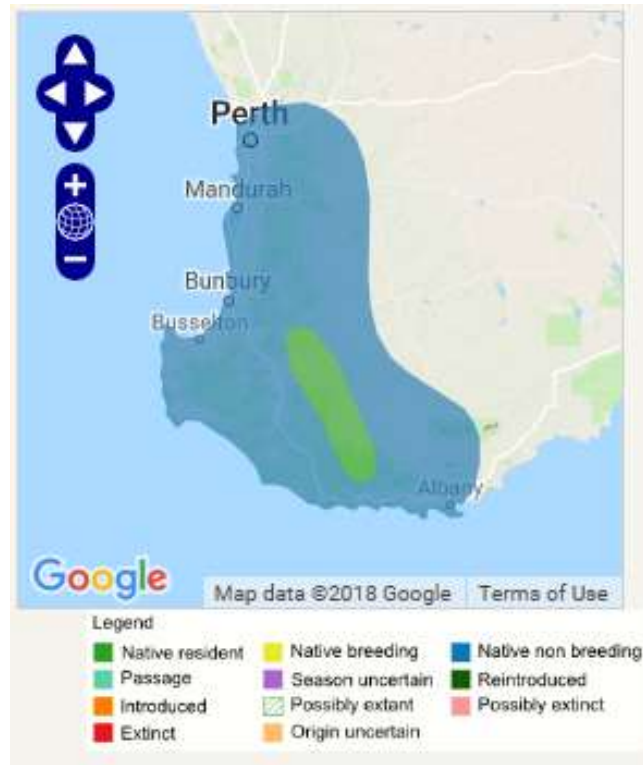 Perth
Mandurah
Bunbury
Busselton
Albany
Google
Map data ©2018 Google Terms of Use
Legend
Native resident Native breeding Native non breeding
Passage Season uncertain Reintroduced
Introduced Possibly extant Possibly extinct
Extinct Origin uncertain